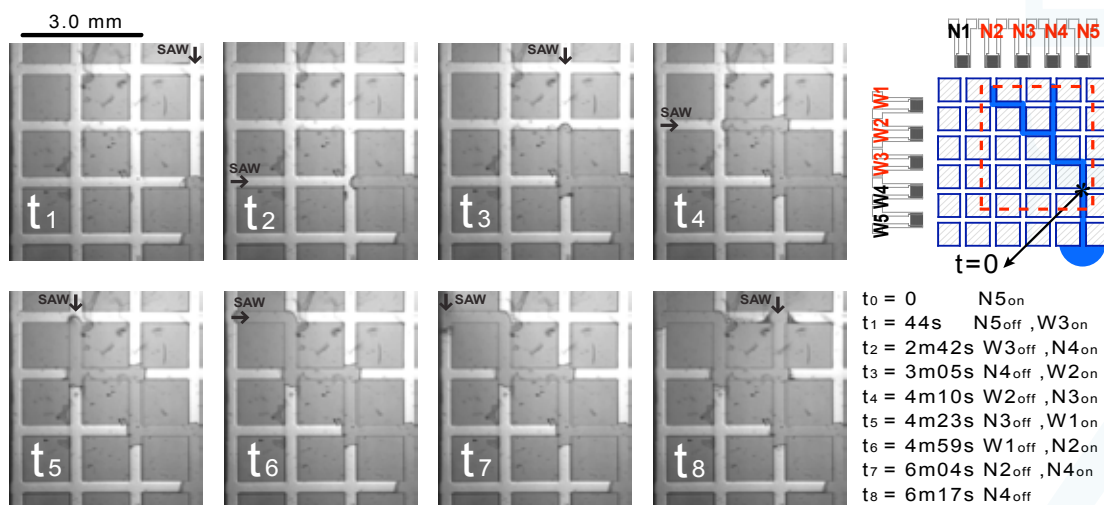 3.0 mm
SAW
t1
SAW
t2
SAW
t3
SAW
t4
N1 N2 N3 N4 N5
W1
W2
W3
W4
W5
t=0
SAW
t5
SAW
t6
SAW
t7
SAW
t8
t0 = 0 N5on
t1 = 44s N5off ,W3on
t2 = 2m42s W3off ,N4on
t3 = 3m05s N4off ,W2on
t4 = 4m10s W2off ,N3on
t5 = 4m23s N3off ,W1on
t6 = 4m59s W1off ,N2on
t7 = 6m04s N2off ,N4on
t8 = 6m17s N4off